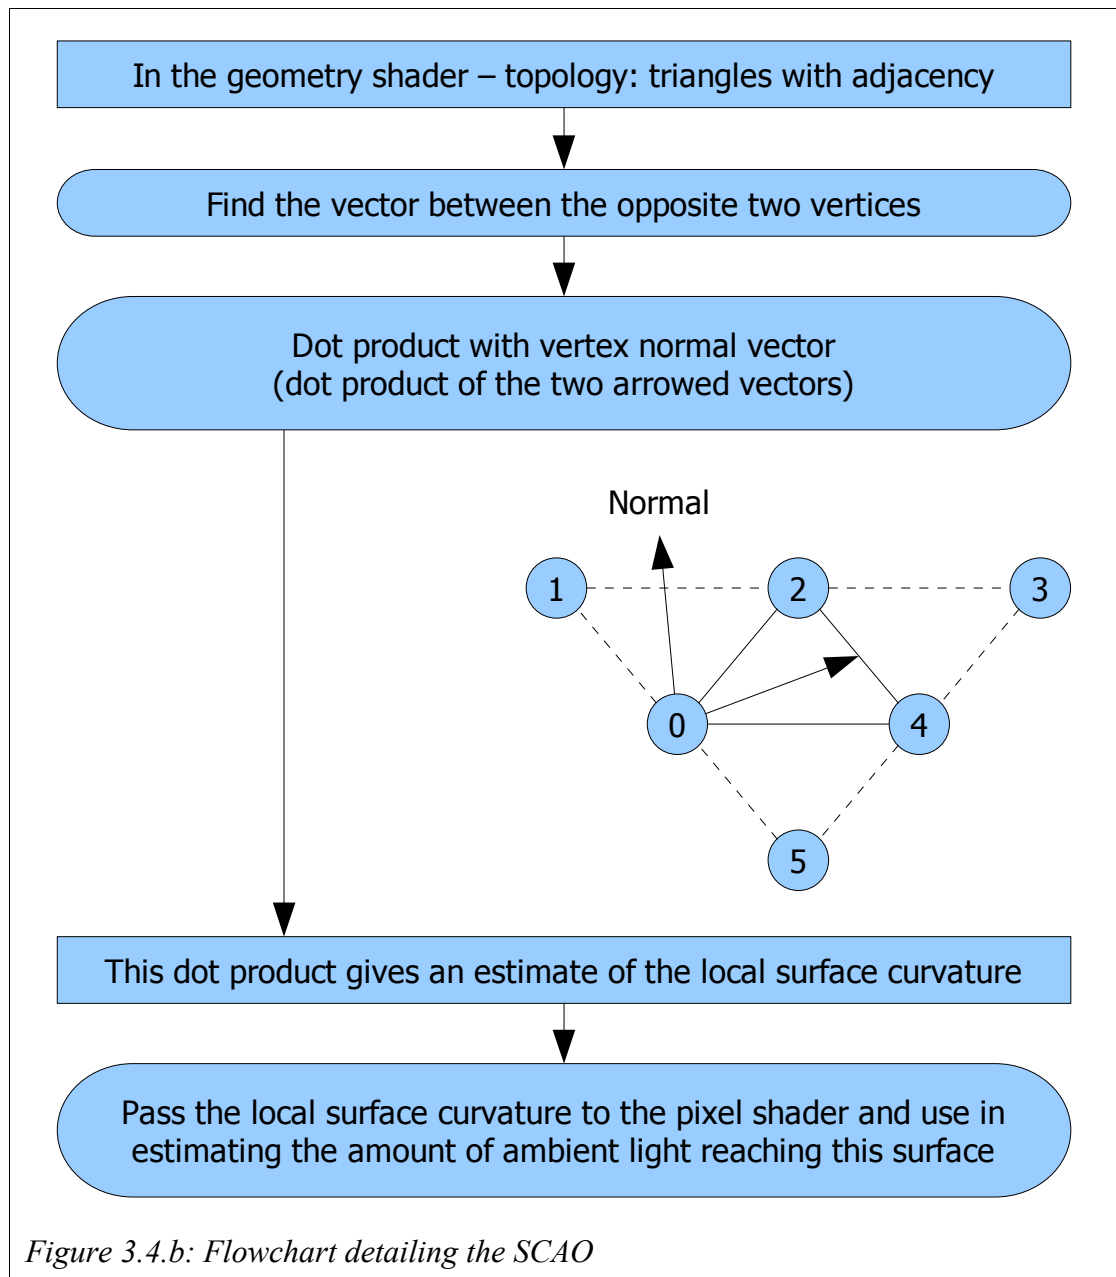 In the geometry shader – topology: triangles with adjacency
Find the vector between the opposite two vertices
Dot product with vertex normal vector
(dot product of the two arrowed vectors)
Normal
1
2
3
0
4
5
This dot product gives an estimate of the local surface curvature
Pass the local surface curvature to the pixel shader and use in
estimating the amount of ambient light reaching this surface
Figure 3.4.b: Flowchart detailing the SCAO